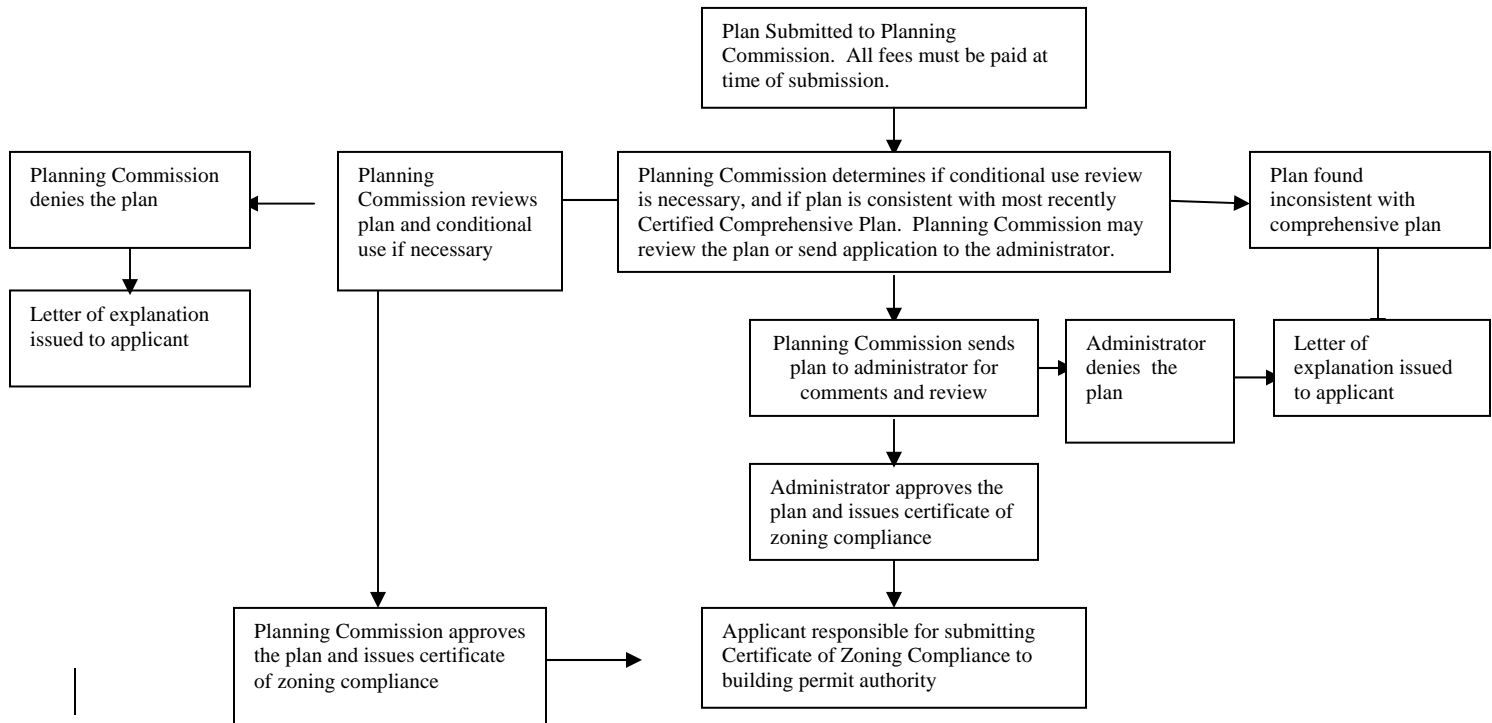 Plan Submitted to Planning
Commission. All fees must be paid at
time of submission.
Planning Commission
denies the plan
Planning
Commission reviews
plan and conditional
use if necessary
Planning Commission determines if conditional use review
is necessary, and if plan is consistent with most recently
Certified Comprehensive Plan. Planning Commission may
review the plan or send application to the administrator.
Plan found
inconsistent with
comprehensive plan
Letter of explanation
issued to applicant
Planning Commission sends
plan to administrator for
comments and review
Administrator
denies the
plan
Letter of
explanation issued
to applicant
Administrator approves the
plan and issues certificate of
zoning compliance
Planning Commission approves
the plan and issues certificate
of zoning compliance
Applicant responsible for submitting
Certificate of Zoning Compliance to
building permit authority